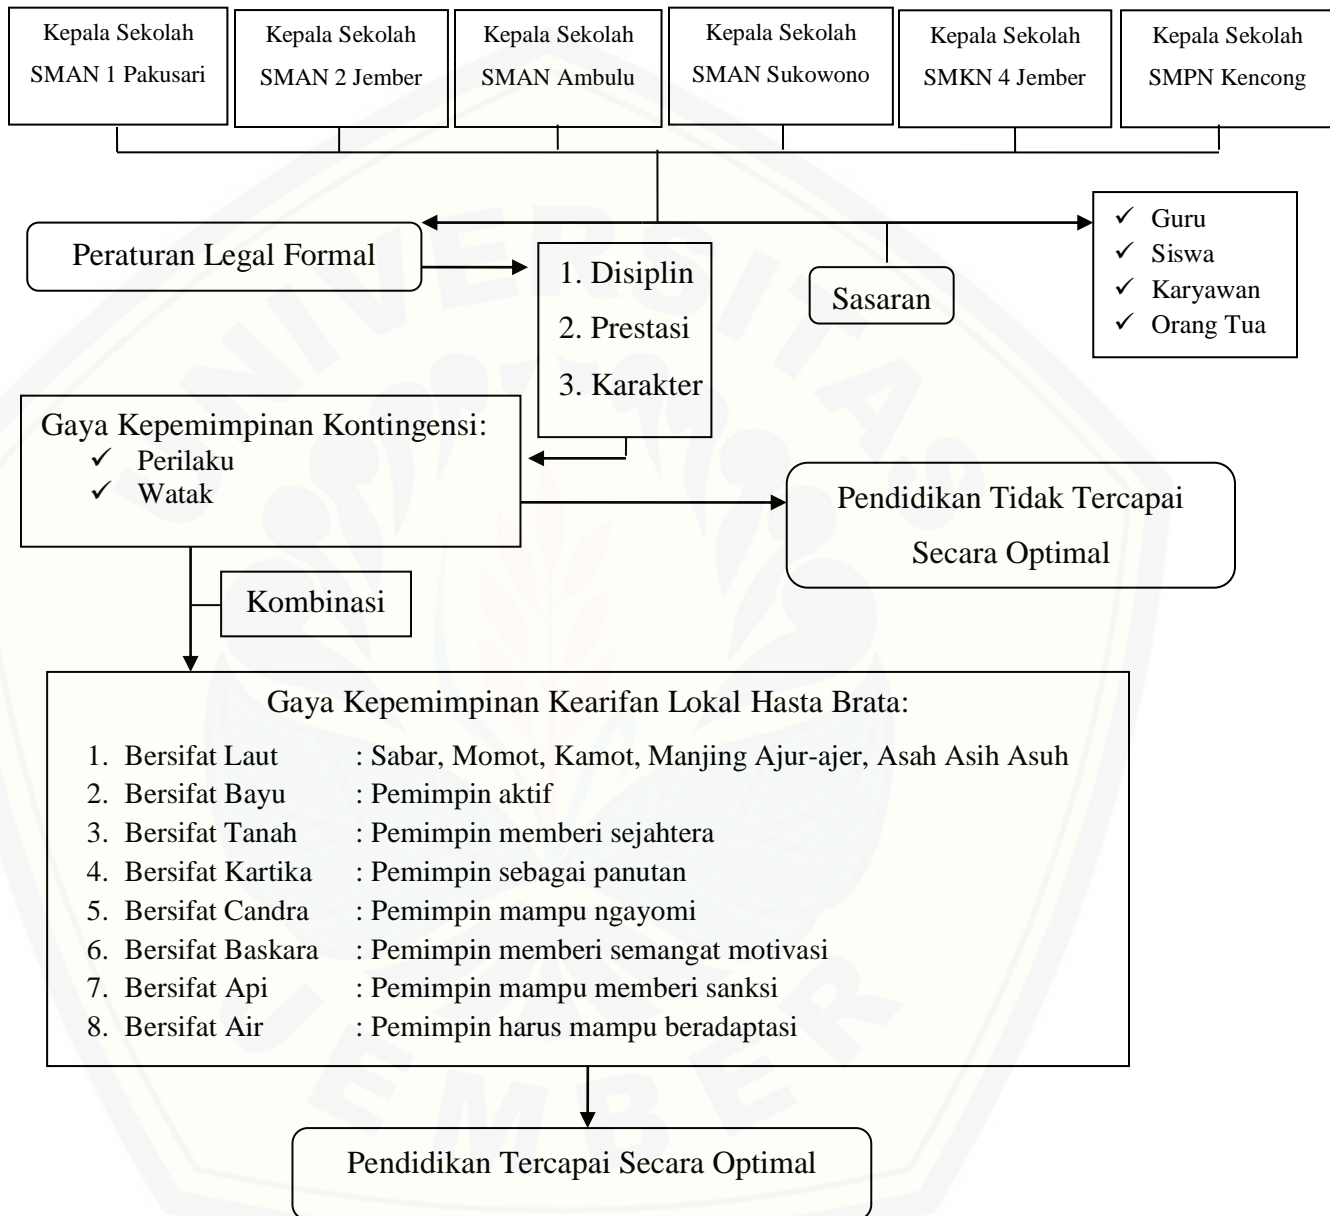 Kepala Sekolah
SMAN 1 Pakusari
Kepala Sekolah
SMAN 2 Jember
Kepala Sekolah
SMAN Ambulu
Kepala Sekolah
SMAN Sukowono
Kepala Sekolah
SMKN 4 Jember
Kepala Sekolah
SMPN Kencong
Peraturan Legal Formal
1. Disiplin
2. Prestasi
3. Karakter
Sasaran
✓ Guru
✓ Siswa
✓ Karyawan
✓ Orang Tua
Gaya Kepemimpinan Kontingensi:
✓ Perilaku
✓ Watak
Pendidikan Tidak Tercapai
Secara Optimal
Kombinasi
Gaya Kepemimpinan Kearifan Lokal Hasta Brata:
1. Bersifat Laut : Sabar, Momot, Kamot, Manjing Ajur-ajer, Asah Asih Asuh
2. Bersifat Bayu : Pemimpin aktif
3. Bersifat Tanah : Pemimpin memberi sejahtera
4. Bersifat Kartika : Pemimpin sebagai panutan
5. Bersifat Candra : Pemimpin mampu ngayomi
6. Bersifat Baskara : Pemimpin memberi semangat motivasi
7. Bersifat Api : Pemimpin mampu memberi sanksi
8. Bersifat Air : Pemimpin harus mampu beradaptasi
Pendidikan Tercapai Secara Optimal
UNIVERSITAS
JEMBER